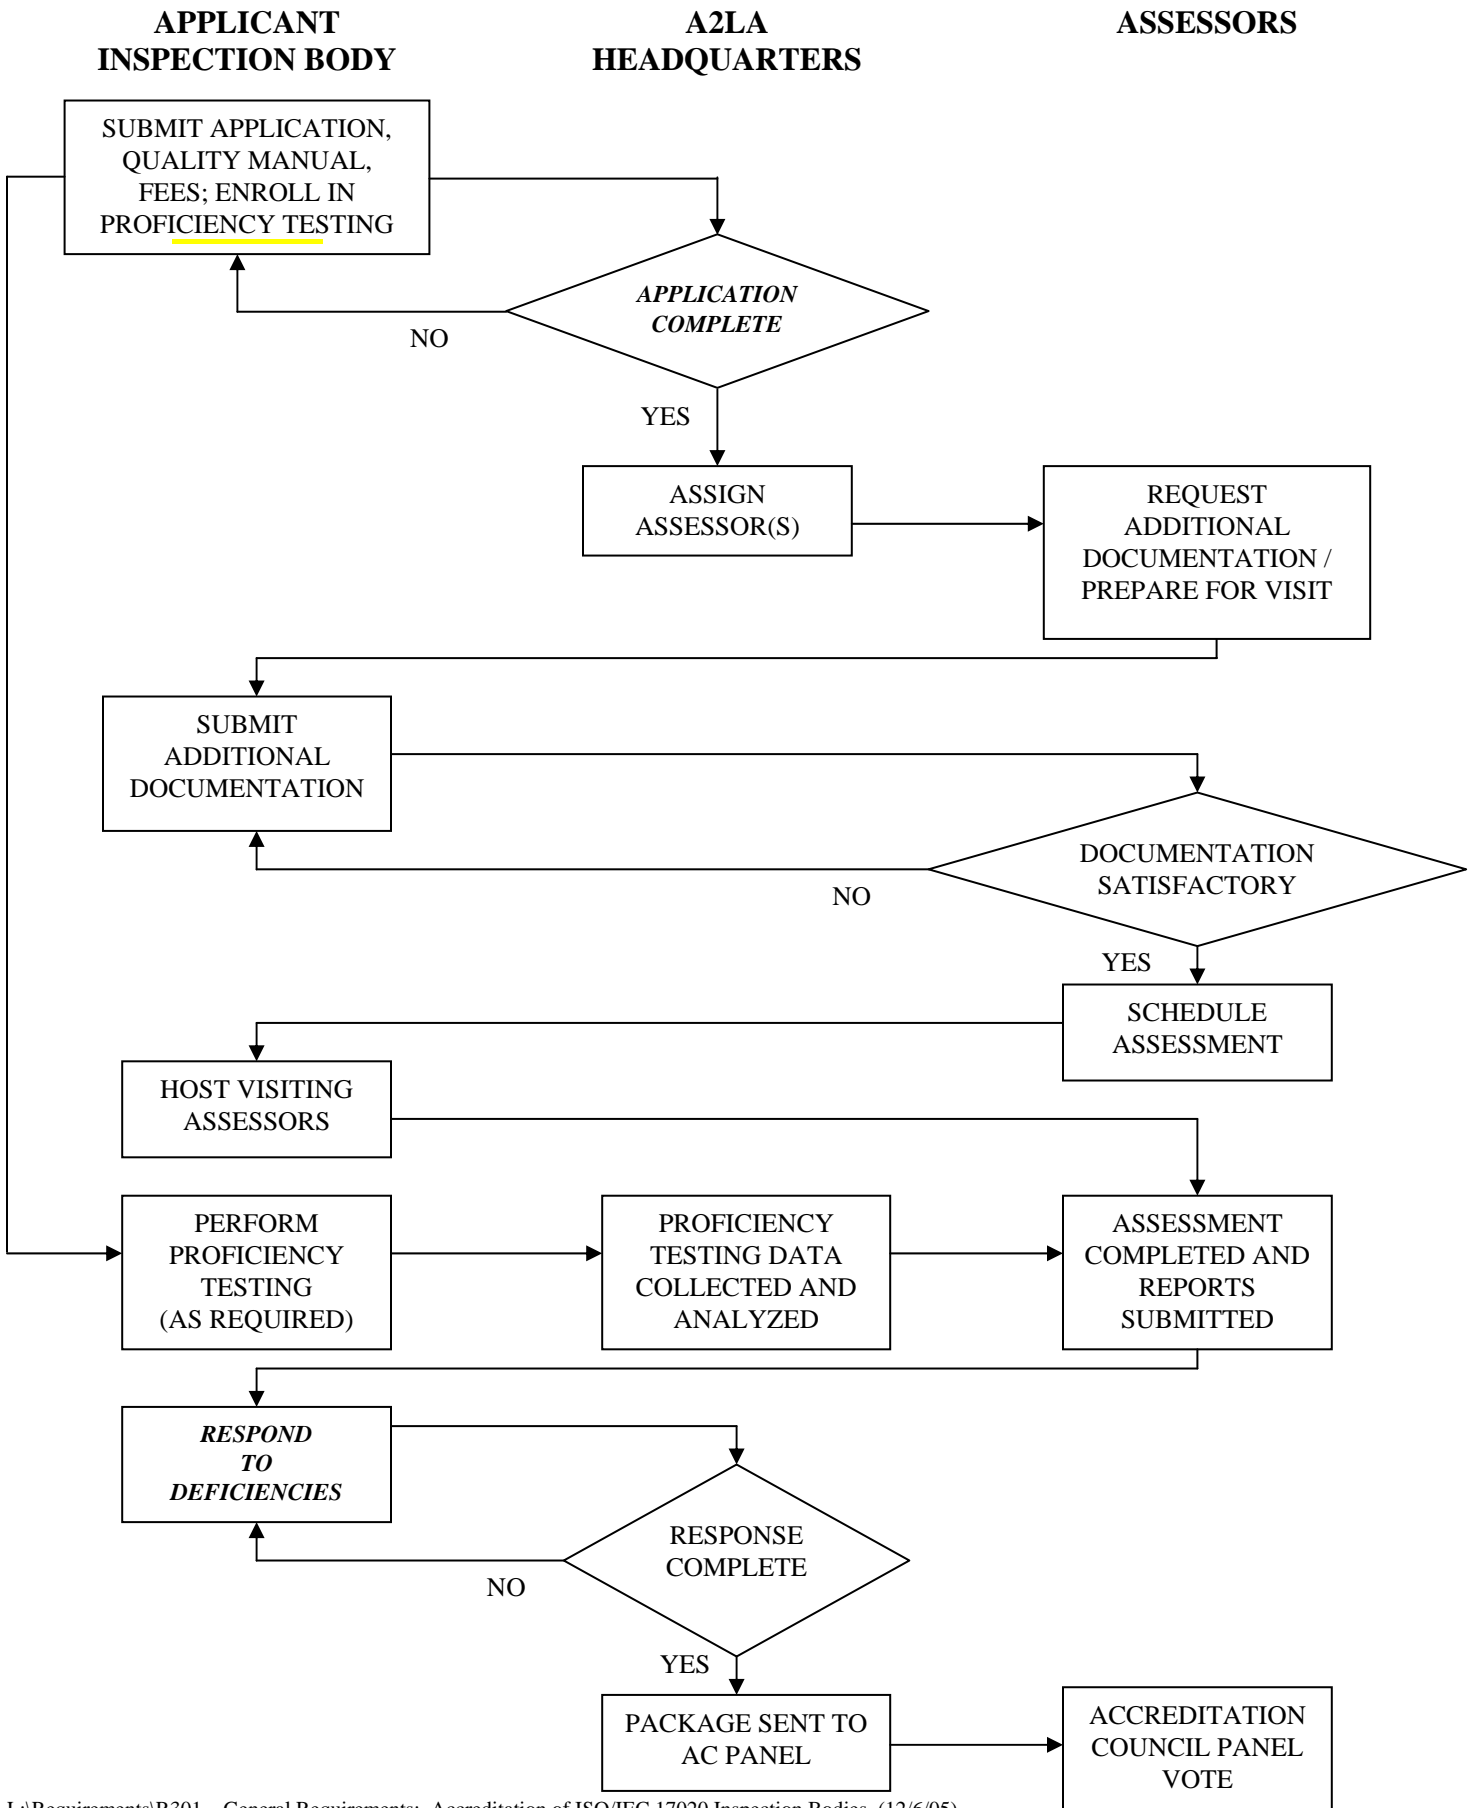 APPLICANT
INSPECTION BODY
A2LA
HEADQUARTERS
ASSESSORS
SUBMIT APPLICATION,
QUALITY MANUAL,
FEES; ENROLL IN
PROFICIENCY TESTING
APPLICATION
COMPLETE
NO
YES
ASSIGN
ASSESSOR(S)
REQUEST
ADDITIONAL
DOCUMENTATION /
PREPARE FOR VISIT
SUBMIT
ADDITIONAL
DOCUMENTATION
DOCUMENTATION
SATISFACTORY
NO
YES
SCHEDULE
ASSESSMENT
HOST VISITING
ASSESSORS
PERFORM
PROFICIENCY
TESTING
(AS REQUIRED)
PROFICIENCY
TESTING DATA
COLLECTED AND
ANALYZED
ASSESSMENT
COMPLETED AND
REPORTS
SUBMITTED
RESPOND
TO
DEFICIENCIES
RESPONSE
COMPLETE
NO
YES
PACKAGE SENT TO
AC PANEL
ACCREDITATION
COUNCIL PANEL
VOTE
L:\Requirements\R301 – General Requirements: Accreditation of ISO/IEC 17020 Inspection Bodies (12/6/05)